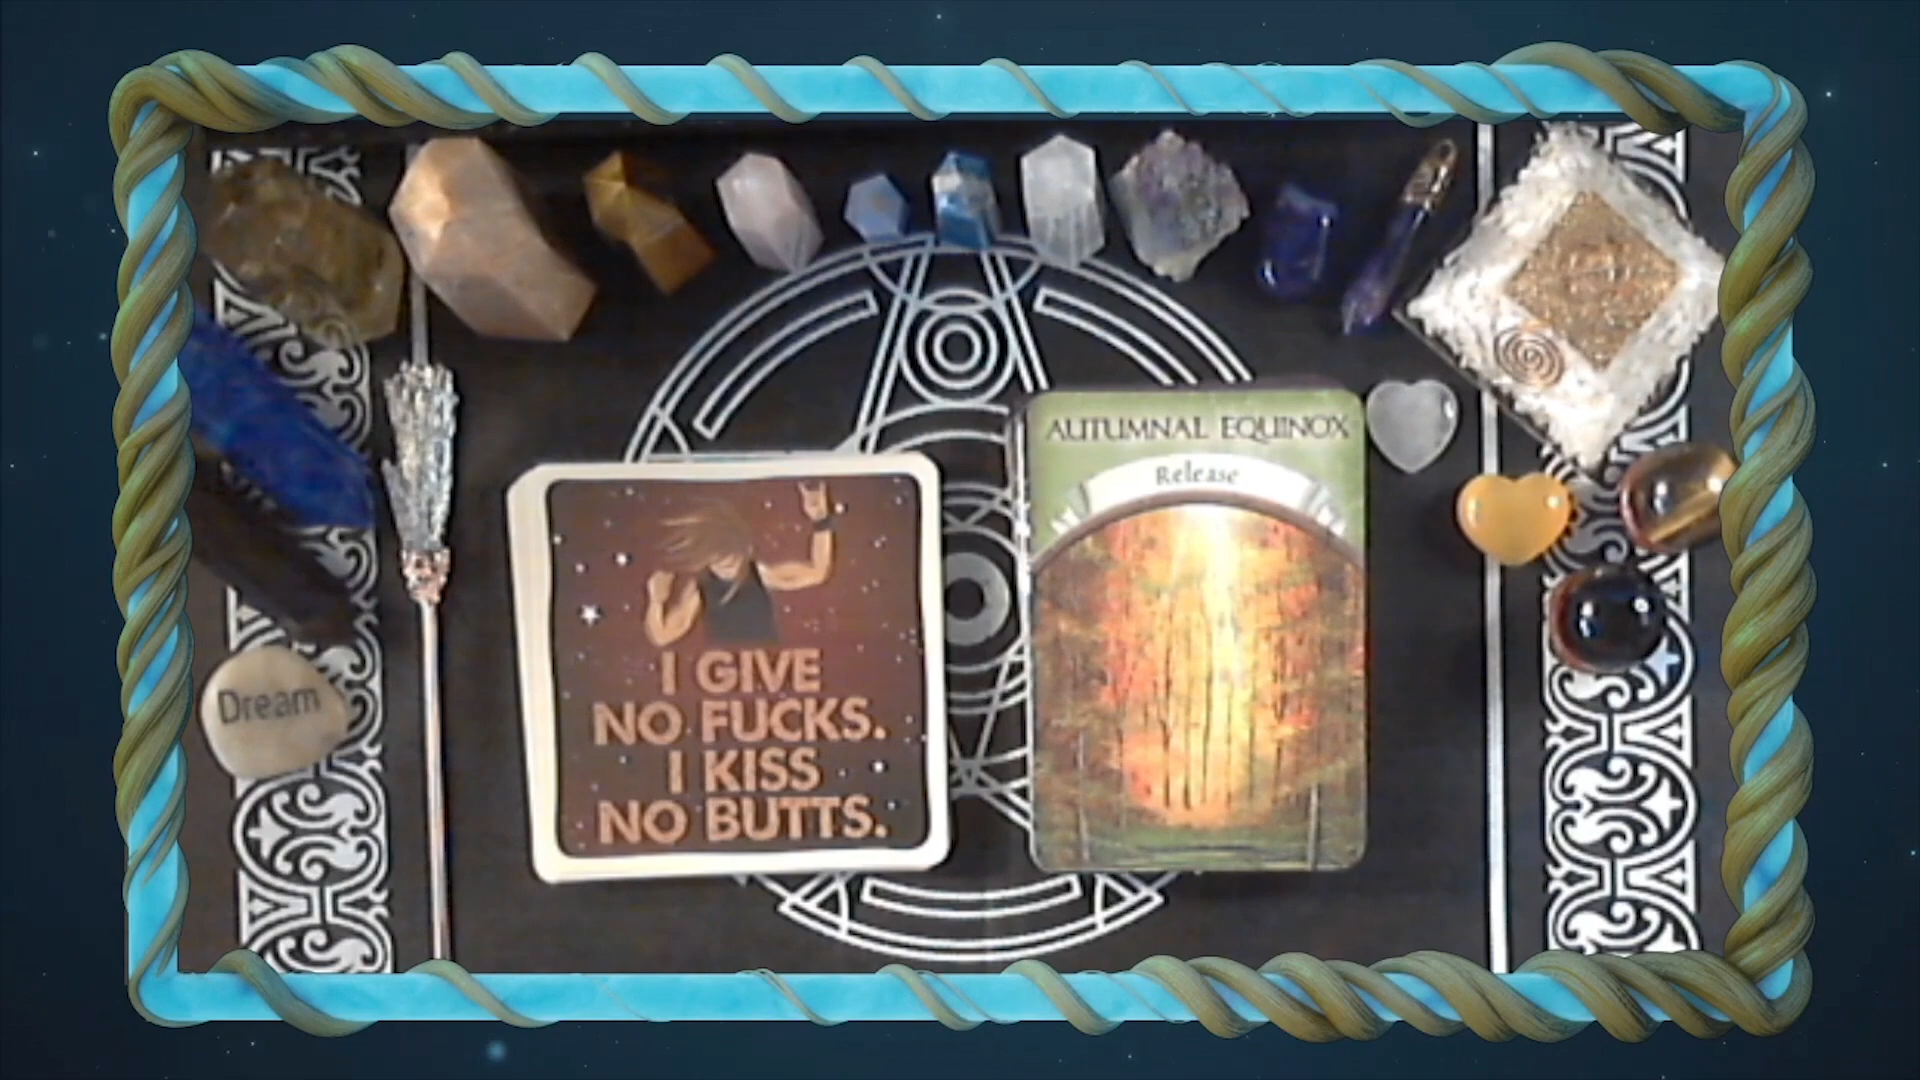 AUTUMNAL EQUINOX
Release
I GIVE
NO FUCKS.
I KISS
NO BUTTS.
Dream